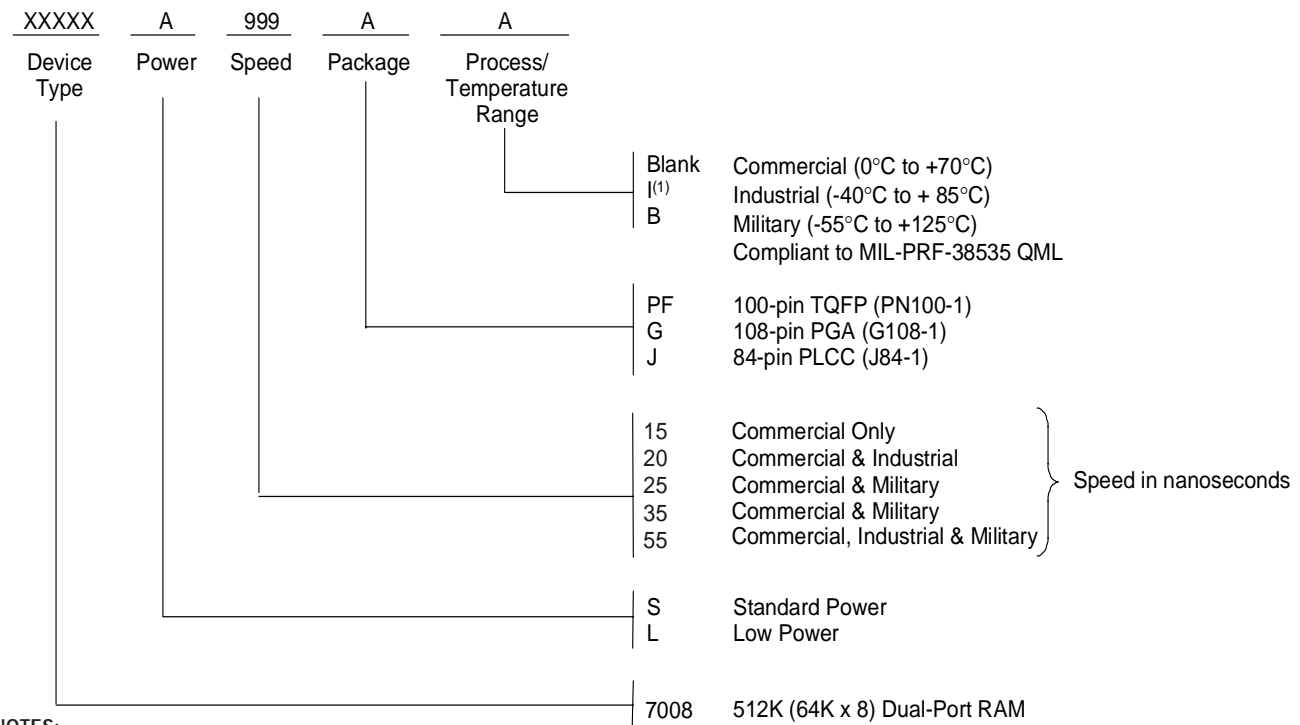 XXXXX A 999 A A
Device Type Power Speed Package Process/ Temperature Range
Blank Commercial (0°C to +70°C)
I(1) Industrial (-40°C to + 85°C)
B Military (-55°C to +125°C)
Compliant to MIL-PRF-38535 QML
PF 100-pin TQFP (PN100-1)
G 108-pin PGA (G108-1)
J 84-pin PLCC (J84-1)
15 Commercial Only
20 Commercial & Industrial
25 Commercial & Military
35 Commercial & Military
55 Commercial, Industrial & Military
Speed in nanoseconds
S Standard Power
L Low Power
7008 512K (64K x 8) Dual-Port RAM
NOTES: